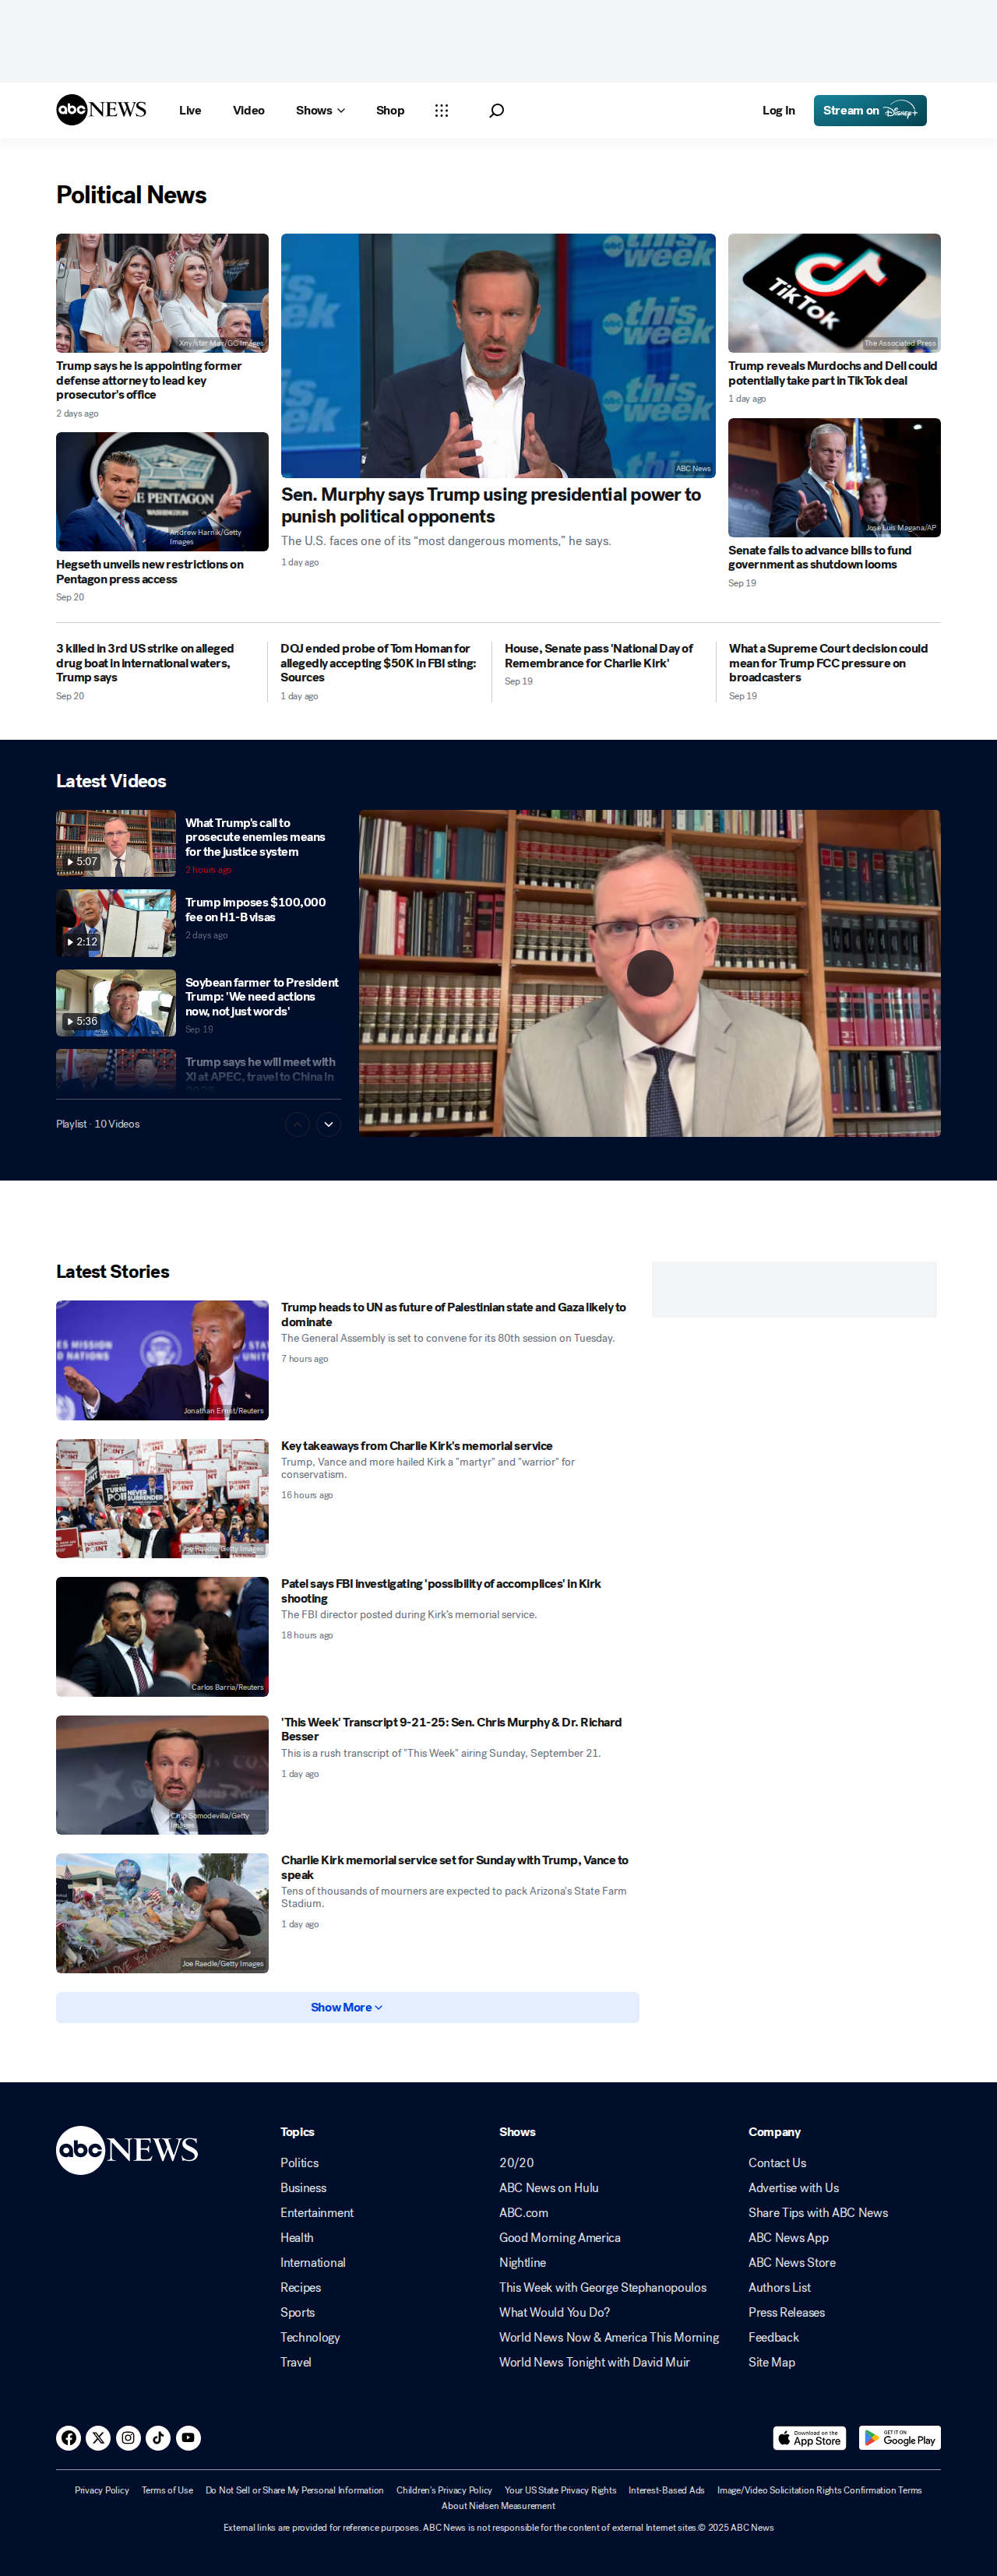 abc NEWS
Live
Video
Shows
Shop
Log In
Stream on Disney+
Political News
Xny/star Max/GC Images
Trump says he is appointing former
defense attorney to lead key
prosecutor's office
2 days ago
THE PENTAGON
WASHINGTON
Andrew Harnik/Getty
Images
Hegseth unveils new restrictions on
Pentagon press access
Sep 20
this week
ABC News
Sen. Murphy says Trump using presidential power to
punish political opponents
The U.S. faces one of its “most dangerous moments,” he says.
1 day ago
TikTok
The Associated Press
Trump reveals Murdochs and Dell could
potentially take part in TikTok deal
1 day ago
Jose Luis Magana/AP
Senate fails to advance bills to fund
government as shutdown looms
Sep 19
3 killed in 3rd US strike on alleged
drug boat in international waters,
Trump says
Sep 20
DOJ ended probe of Tom Homan for
allegedly accepting $50K in FBI sting:
Sources
1 day ago
House, Senate pass 'National Day of
Remembrance for Charlie Kirk'
Sep 19
What a Supreme Court decision could
mean for Trump FCC pressure on
broadcasters
Sep 19
Latest Videos
5:07
What Trump's call to
prosecute enemies means
for the justice system
2 hours ago
2:12
Trump imposes $100,000
fee on H1-B visas
2 days ago
5:36
Soybean farmer to President
Trump: 'We need actions
now, not just words'
Sep 19
Trump says he will meet with
Xi at APEC, travel to China in
Playlist · 10 Videos
Latest Stories
Jonathan Ernst/Reuters
Trump heads to UN as future of Palestinian state and Gaza likely to
dominate
The General Assembly is set to convene for its 80th session on Tuesday.
7 hours ago
TURNING POINT
NEVER SURRENDER
Joe Raedle/Getty Images
Key takeaways from Charlie Kirk's memorial service
Trump, Vance and more hailed Kirk a "martyr" and "warrior" for
conservatism.
16 hours ago
Carlos Barria/Reuters
Patel says FBI investigating 'possibility of accomplices' in Kirk
shooting
The FBI director posted during Kirk's memorial service.
18 hours ago
Chip Somodevilla/Getty
Images
'This Week' Transcript 9-21-25: Sen. Chris Murphy & Dr. Richard
Besser
This is a rush transcript of "This Week" airing Sunday, September 21.
1 day ago
Joe Raedle/Getty Images
Charlie Kirk memorial service set for Sunday with Trump, Vance to
speak
Tens of thousands of mourners are expected to pack Arizona's State Farm
Stadium.
1 day ago
Show More
abc NEWS
Topics
Politics
Business
Entertainment
Health
International
Recipes
Sports
Technology
Travel
Shows
20/20
ABC News on Hulu
ABC.com
Good Morning America
Nightline
This Week with George Stephanopoulos
What Would You Do?
World News Now & America This Morning
World News Tonight with David Muir
Company
Contact Us
Advertise with Us
Share Tips with ABC News
ABC News App
ABC News Store
Authors List
Press Releases
Feedback
Site Map
Download on the
App Store
GET IT ON
Google Play
Privacy Policy
Terms of Use
Do Not Sell or Share My Personal Information
Children's Privacy Policy
Your US State Privacy Rights
Interest-Based Ads
Image/Video Solicitation Rights Confirmation Terms
About Nielsen Measurement
External links are provided for reference purposes. ABC News is not responsible for the content of external Internet sites.© 2025 ABC News